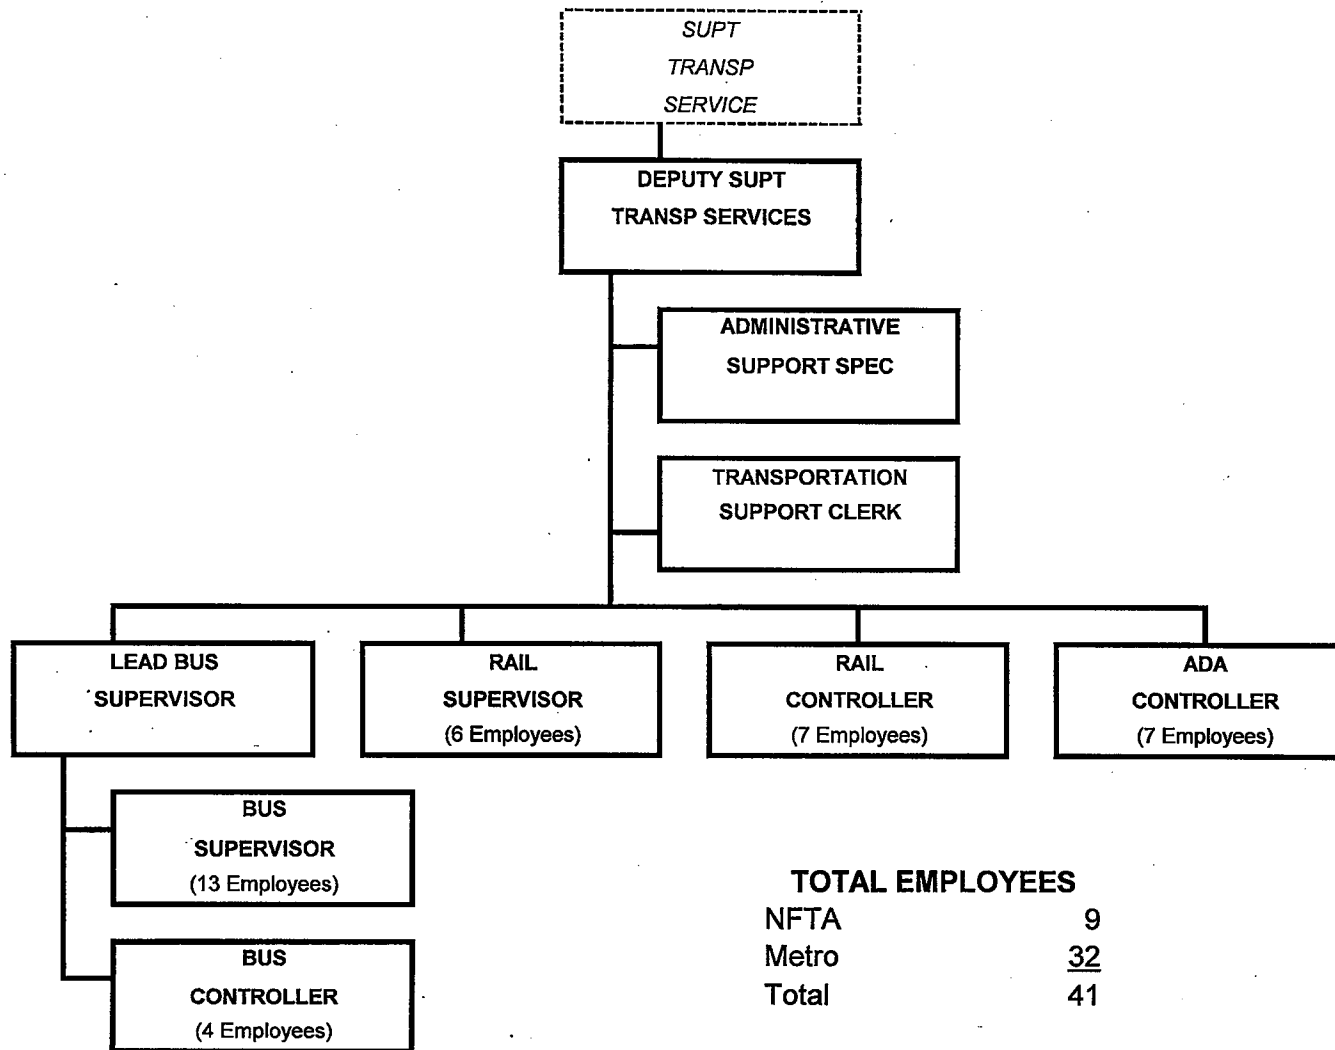 SUPT
TRANSP
SERVICE
DEPUTY SUPT
TRANSP SERVICES
ADMINISTRATIVE
SUPPORT SPEC
TRANSPORTATION
SUPPORT CLERK
LEAD BUS
SUPERVISOR
RAIL
SUPERVISOR
(6 Employees)
RAIL
CONTROLLER
(7 Employees)
ADA
CONTROLLER
(7 Employees)
BUS
SUPERVISOR
(13 Employees)
BUS
CONTROLLER
(4 Employees)
TOTAL EMPLOYEES
NFTA 9
Metro 32
Total 41